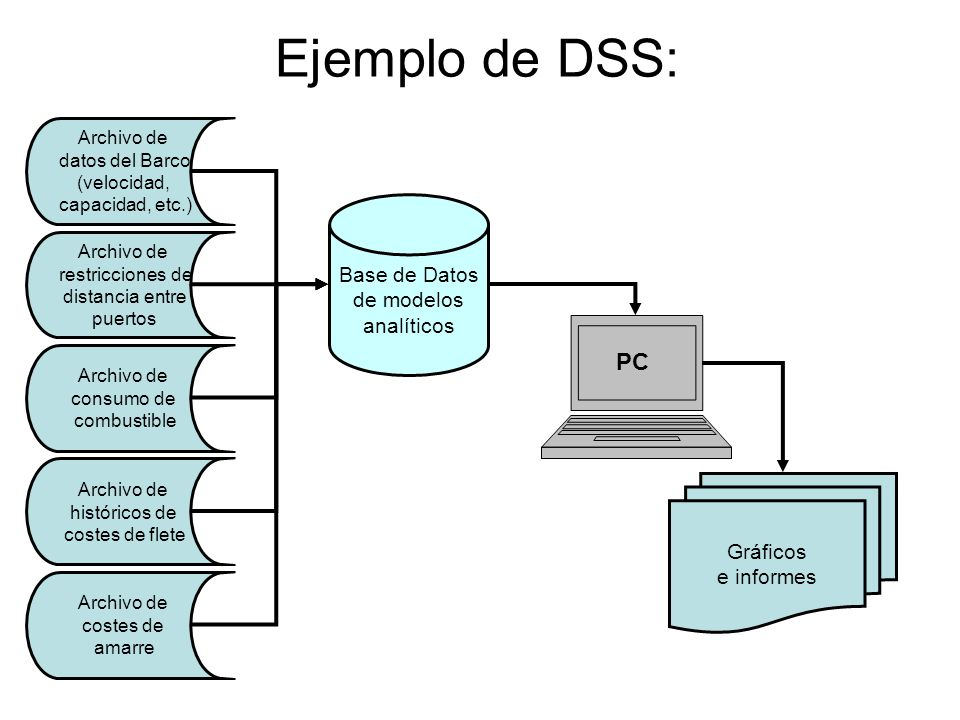 Ejemplo de DSS:
Archivo de
datos del Barco
(velocidad,
capacidad, etc.)
Archivo de
restricciones de
distancia entre
puertos
Archivo de
consumo de
combustible
Archivo de
históricos de
costes de flete
Archivo de
costes de
amarre
Base de Datos
de modelos
analíticos
PC
Gráficos
e informes